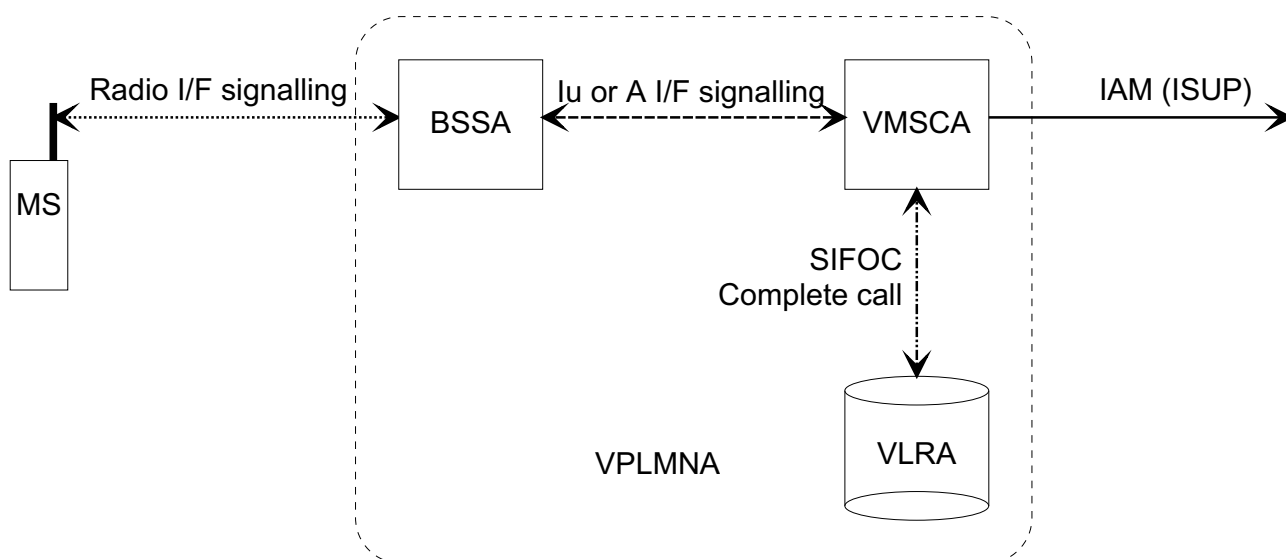 Radio I/F signalling
Iu or A I/F signalling
IAM (ISUP)
BSSA
VMSCA
MS
SIFOC
Complete call
VPLMNA
VLRA